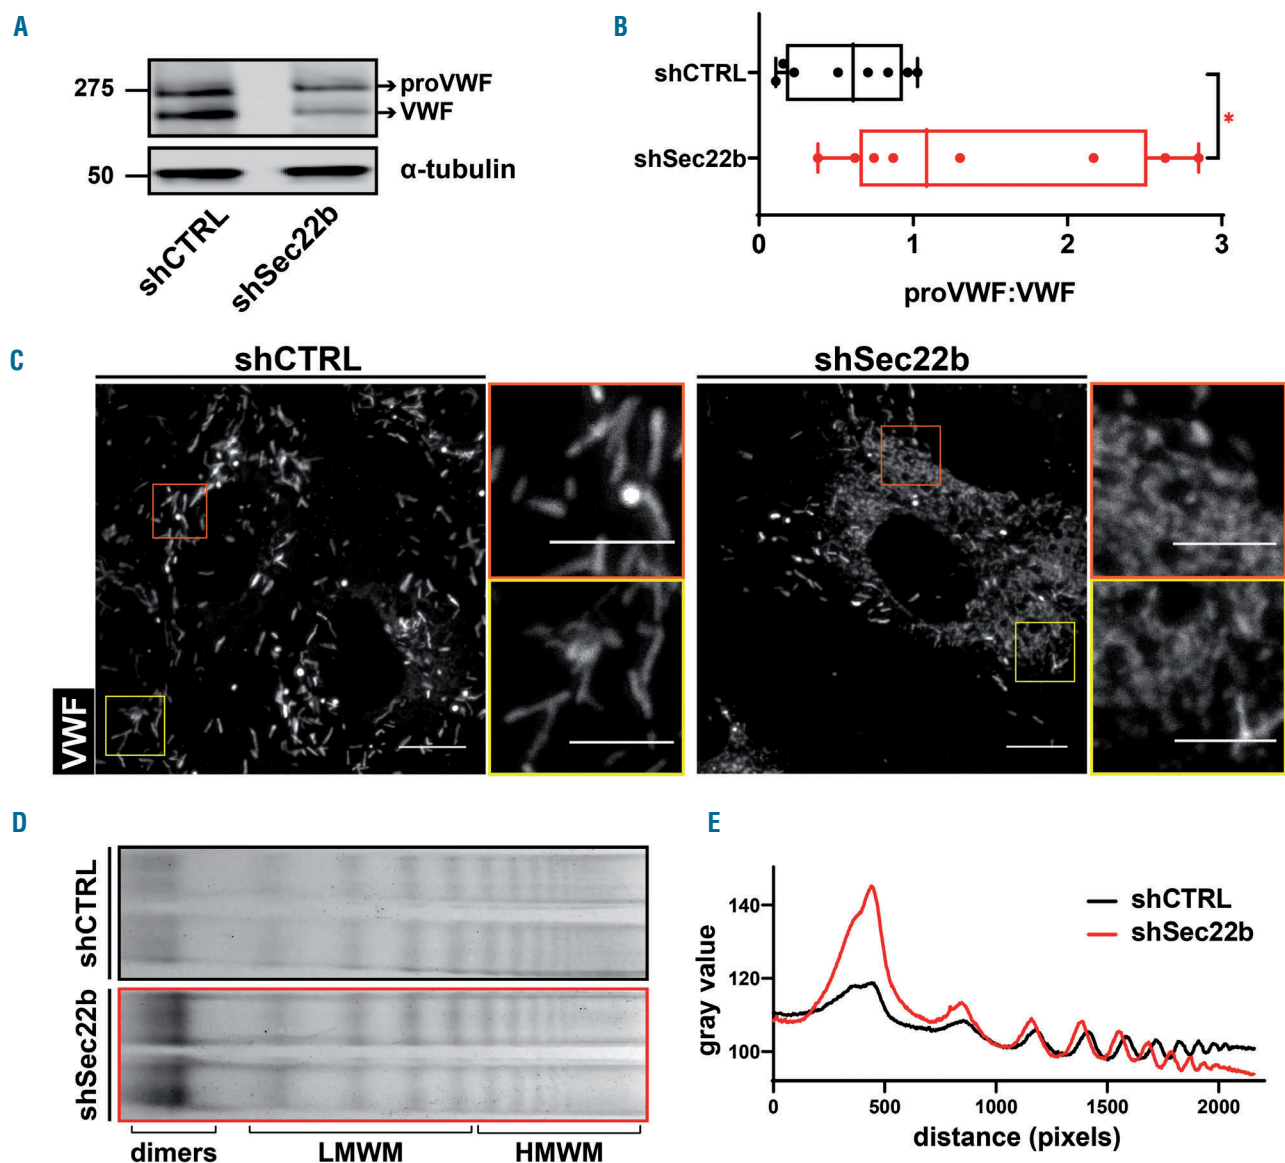 A
275
proVWF
VWF
50
α-tubulin
shCTRL
shSec22b
B
shCTRL
shSec22b
*
0 1 2 3
proVWF:VWF
C
shCTRL
shSec22b
VWF
D
shCTRL
shSec22b
dimers LMWM HMWM
E
shCTRL
shSec22b
gray value
140
120
100
0 500 1000 1500 2000
distance (pixels)